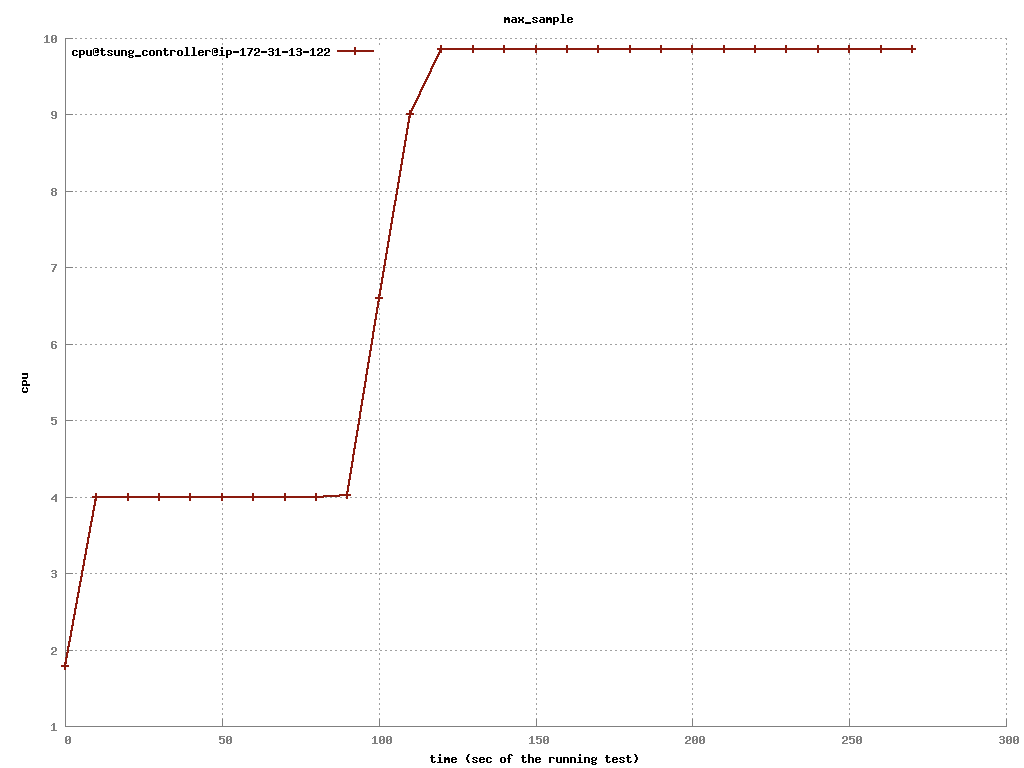 max_sample
cpu@tsung_controller@ip-172-31-13-122
10
9
8
7
6
5
4
3
2
1
cpu
0 50 100 150 200 250 300
time (sec of the running test)